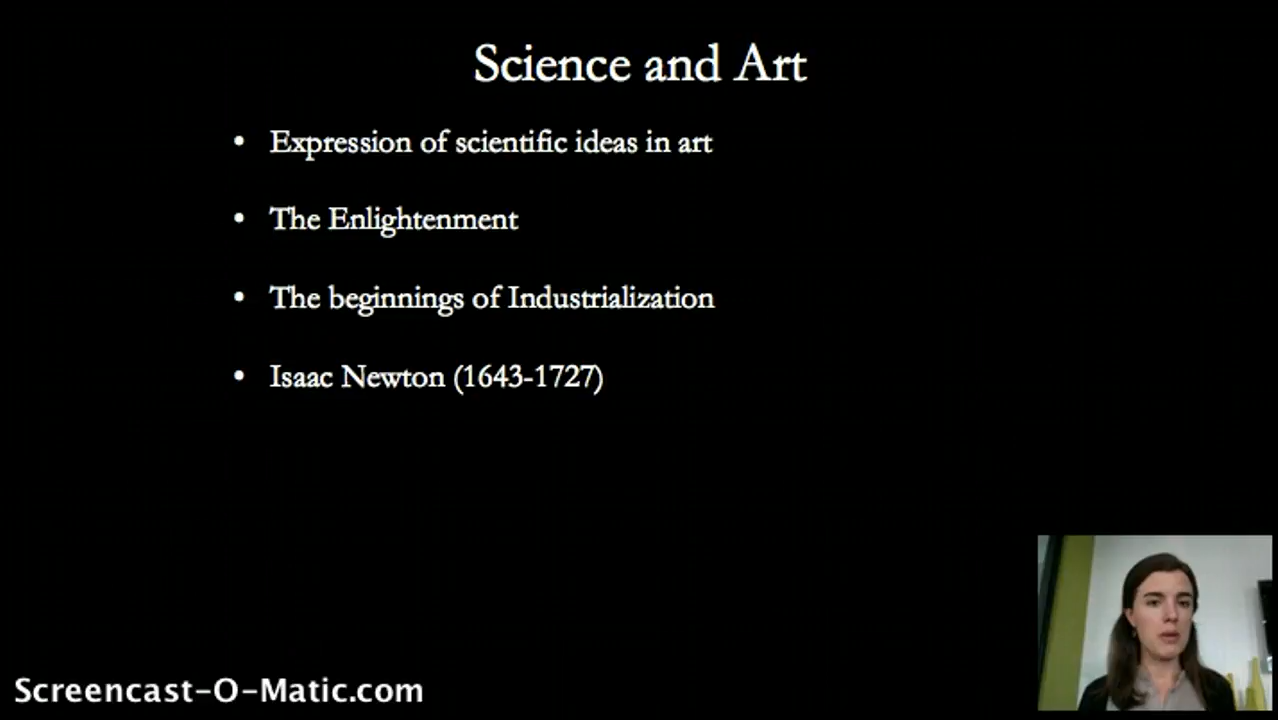 Science and Art
• Expression of scientific ideas in art
• The Enlightenment
• The beginnings of Industrialization
• Isaac Newton (1643-1727)
Screencast-O-Matic.com